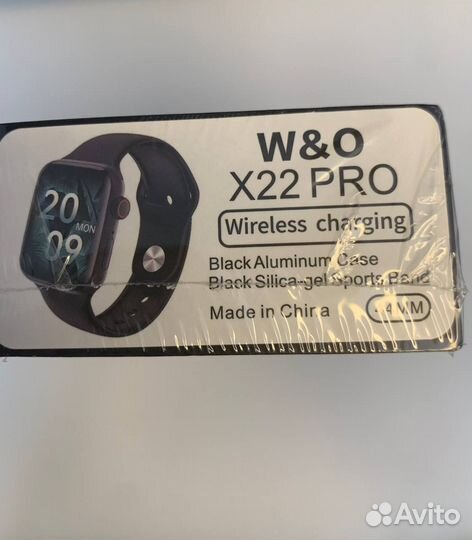 W&O
X22 PRO
Wireless charging
Black Aluminum Case
Black Silica-gel Sports Band
Made in China
20
MON
09
Avito